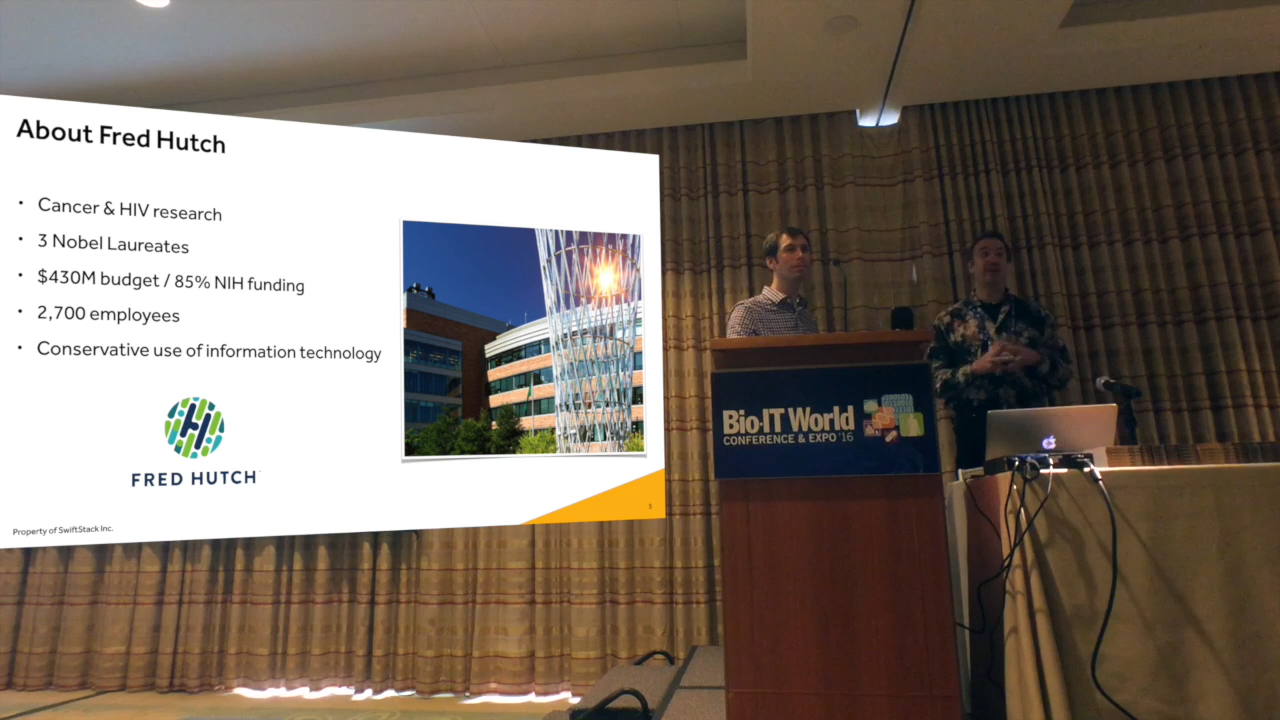 About Fred Hutch
• Cancer & HIV research
• 3 Nobel Laureates
• $430M budget / 85% NIH funding
• 2,700 employees
• Conservative use of information technology
FRED HUTCH
Property of SwiftStack Inc.
3
Bio-IT World
CONFERENCE & EXPO '16